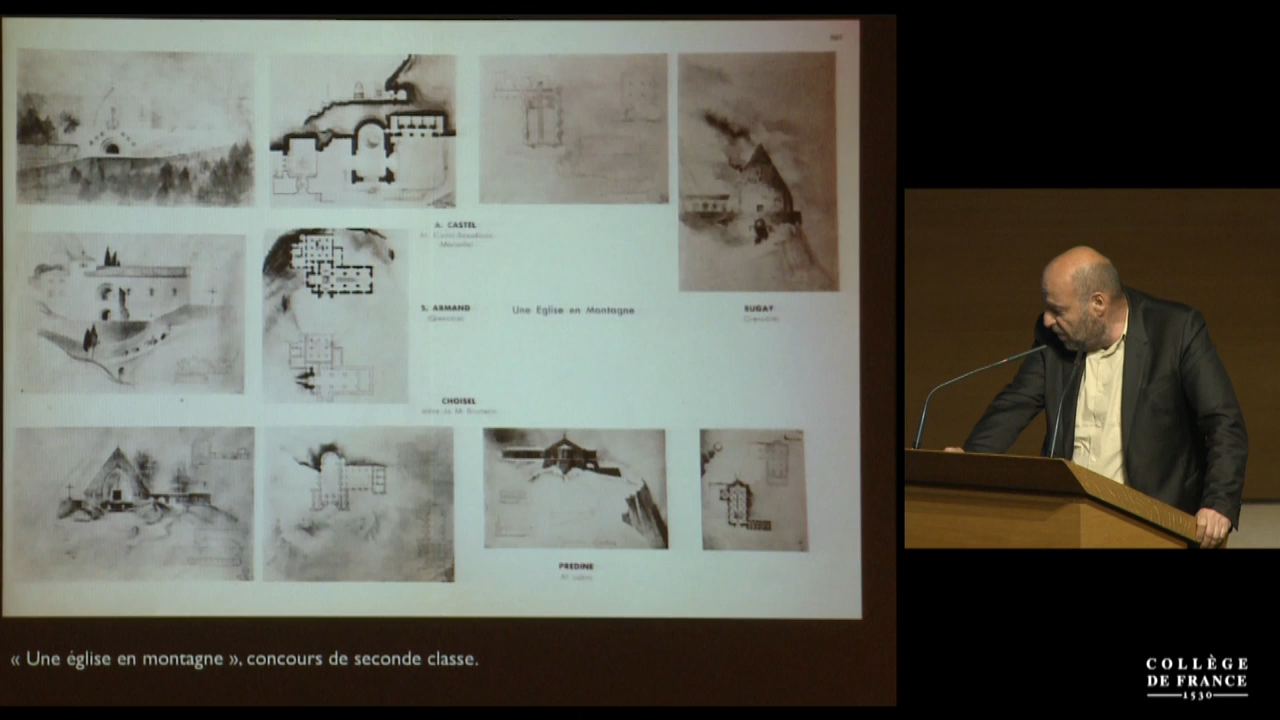 A. CASTEL
S. ARMAND
Une Eglise en Montagne
SUGAY
CHOISEL
PREDINE
« Une église en montagne », concours de seconde classe.
COLLÈGE
DE FRANCE
1530